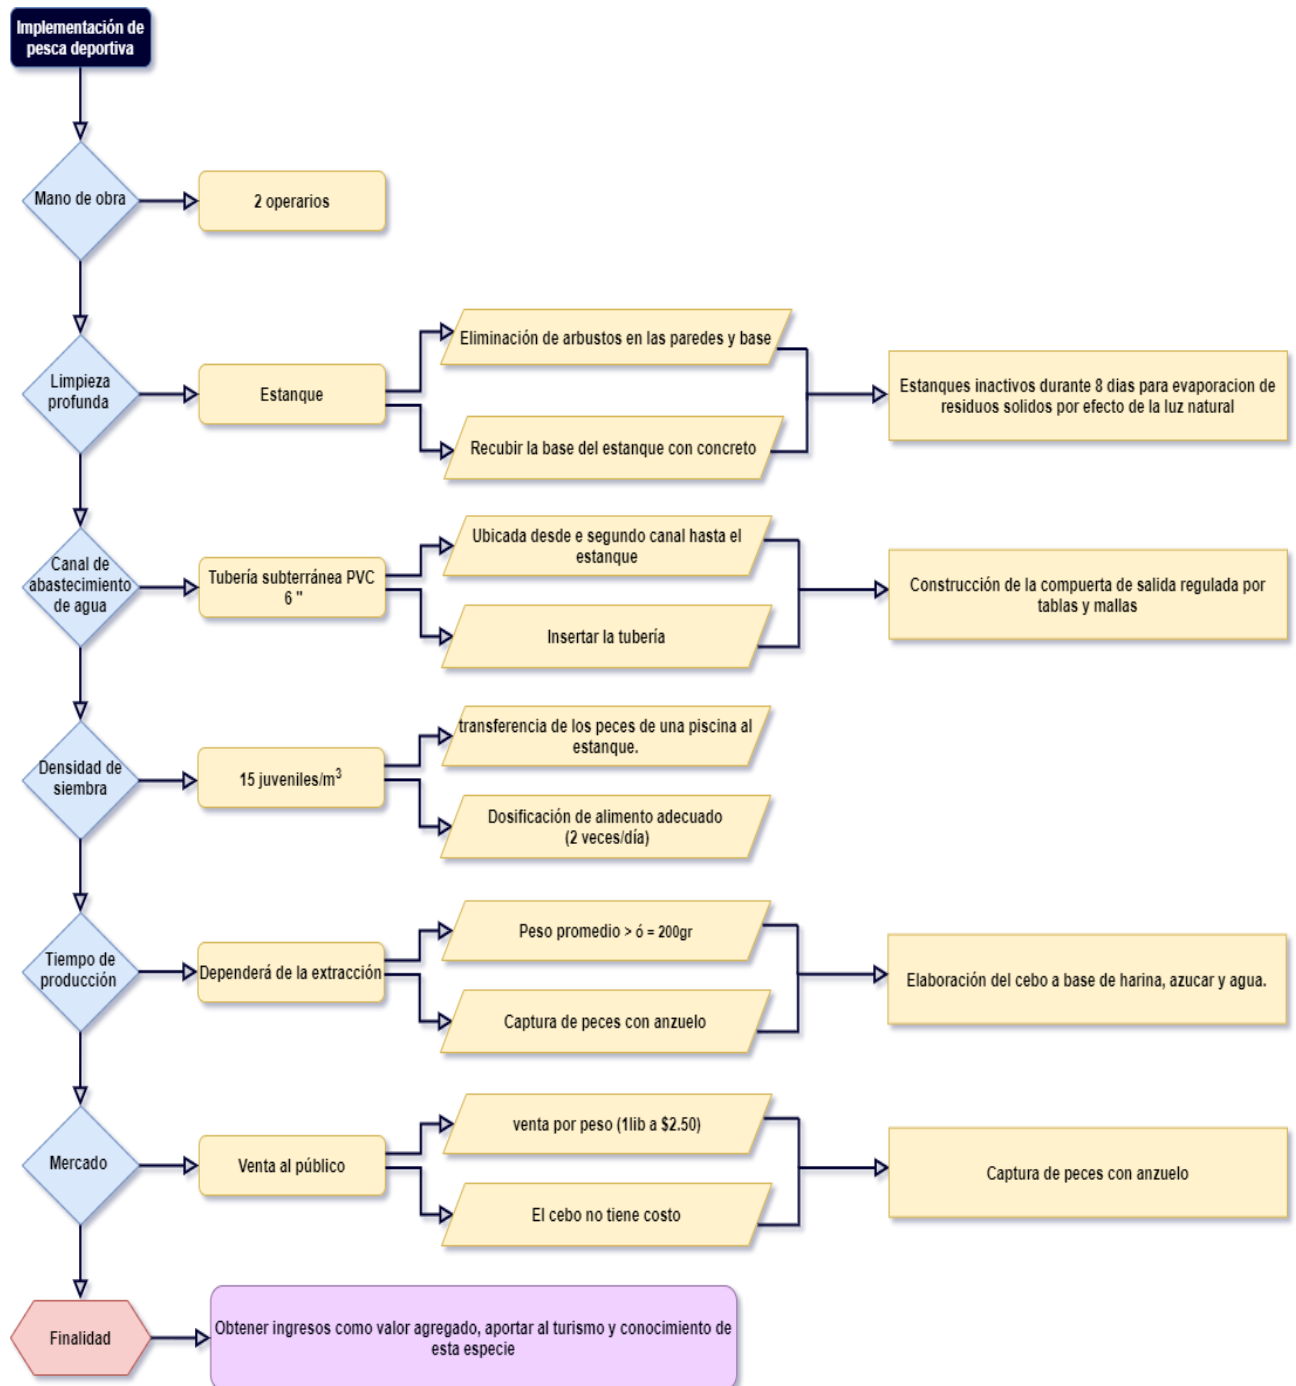 Implementación de
pesca deportiva
Mano de obra
2 operarios
Limpieza
profunda
Estanque
Eliminación de arbustos en las paredes y base
Recubir la base del estanque con concreto
Estanques inactivos durante 8 dias para evaporacion de
residuos solidos por efecto de la luz natural
Canal de
abastecimiento
de agua
Tubería subterránea PVC
6 "
Ubicada desde e segundo canal hasta el
estanque
Insertar la tubería
Construcción de la compuerta de salida regulada por
tablas y mallas
Densidad de
siembra
15 juveniles/m³
transferencia de los peces de una piscina al
estanque.
Dosificación de alimento adecuado
(2 veces/día)
Tiempo de
producción
Dependerá de la extracción
Peso promedio > ó = 200gr
Captura de peces con anzuelo
Elaboración del cebo a base de harina, azucar y agua.
Mercado
Venta al público
venta por peso (1lib a $2.50)
El cebo no tiene costo
Captura de peces con anzuelo
Finalidad
Obtener ingresos como valor agregado, aportar al turismo y conocimiento de
esta especie